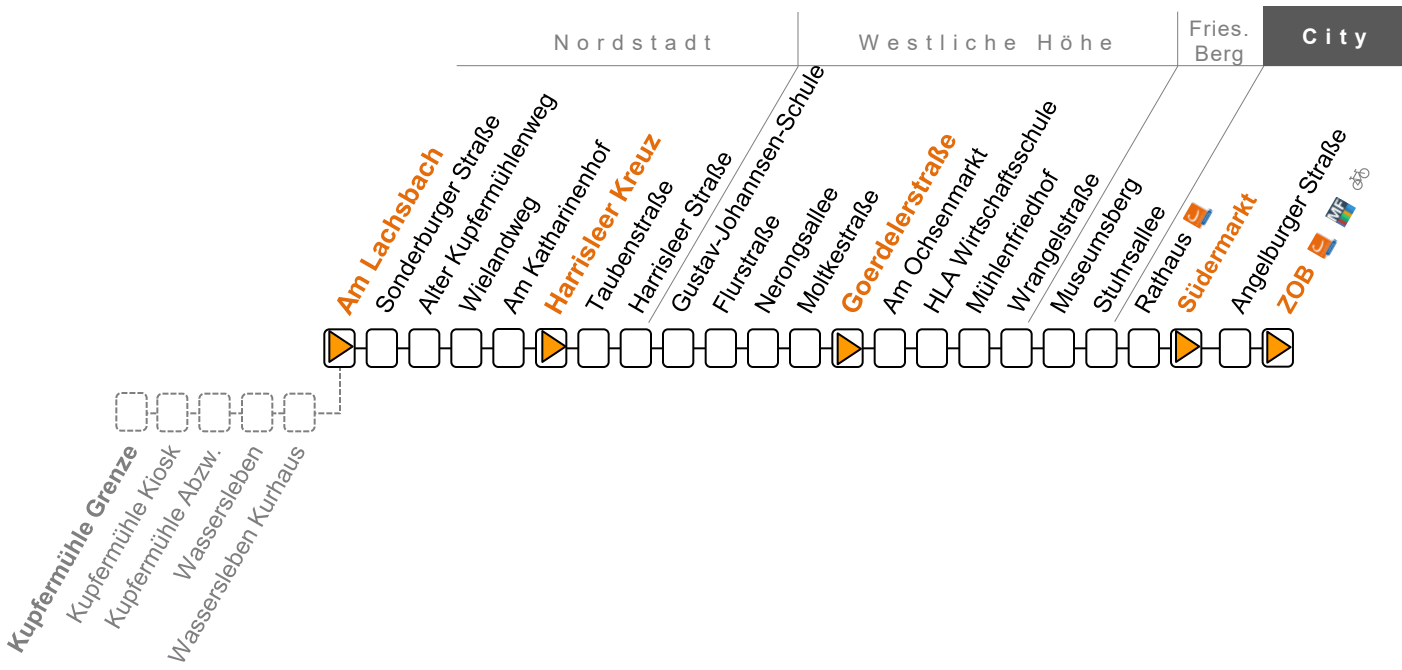 Nordstadt
Westliche Höhe
Fries.
Berg
City
Am Lachsbach
Sonderburger Straße
Alter Kupfermühlenweg
Wielandweg
Am Katharinenhof
Harrisleer Kreuz
Taubenstraße
Harrisleer Straße
Gustav-Johannsen-Schule
Flurstraße
Nerongsallee
Moltkestraße
Goerdelerstraße
Am Ochsenmarkt
HLA Wirtschaftsschule
Mühlenfriedhof
Wrangelstraße
Museumsberg
Stuhrsallee
Rathaus
Südermarkt
Angelburger Straße
ZOB
MF
Kupfermühle Grenze
Kupfermühle Kiosk
Kupfermühle Abzw.
Wassersleben
Wassersleben Kurhaus